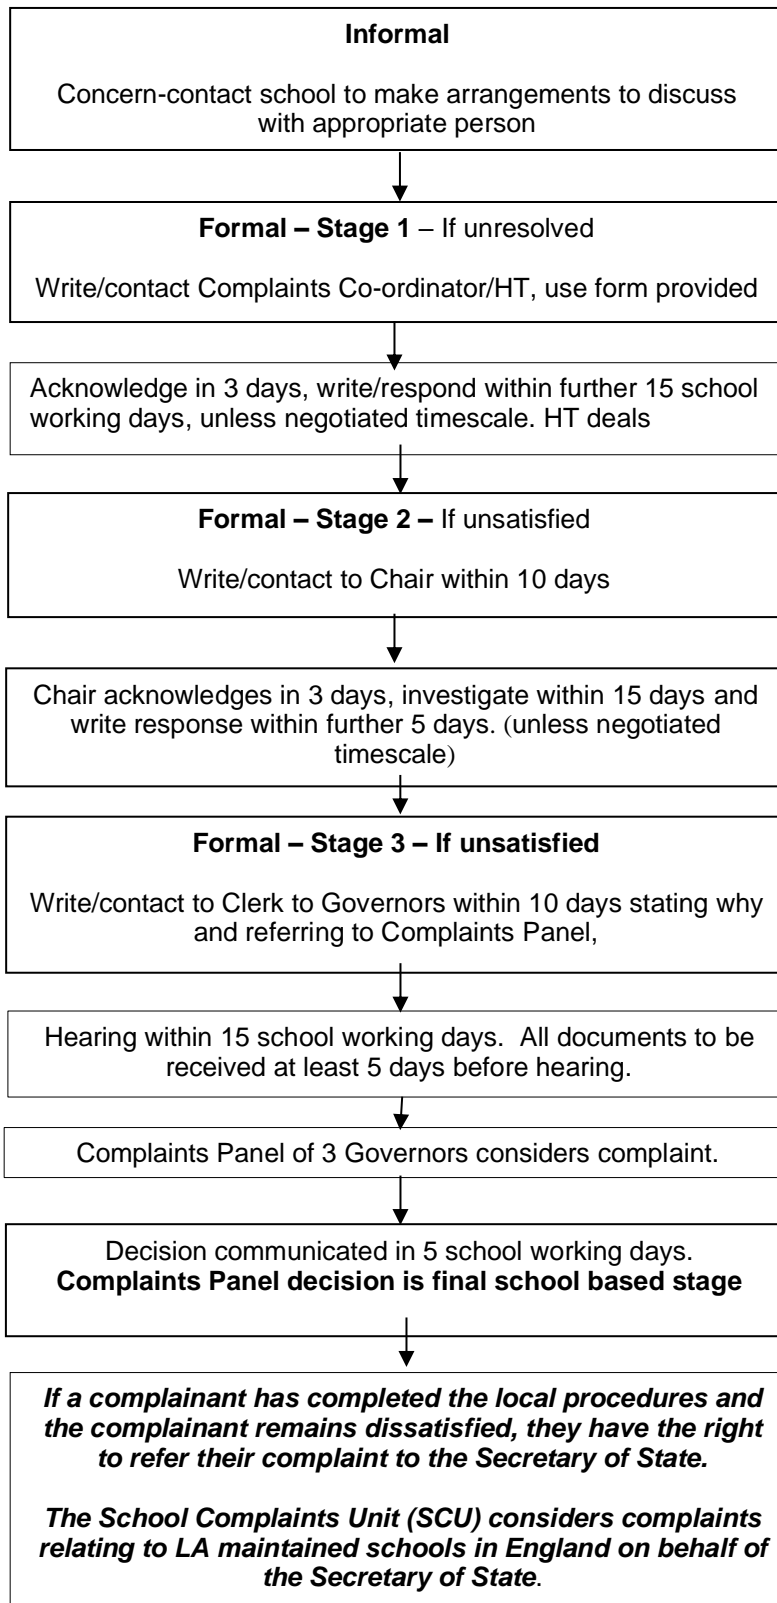 Informal
Concern-contact school to make arrangements to discuss
with appropriate person
Formal – Stage 1 – If unresolved
Write/contact Complaints Co-ordinator/HT, use form provided
Acknowledge in 3 days, write/respond within further 15 school
working days, unless negotiated timescale. HT deals
Formal – Stage 2 – If unsatisfied
Write/contact to Chair within 10 days
Chair acknowledges in 3 days, investigate within 15 days and
write response within further 5 days. (unless negotiated
timescale)
Formal – Stage 3 – If unsatisfied
Write/contact to Clerk to Governors within 10 days stating why
and referring to Complaints Panel,
Hearing within 15 school working days. All documents to be
received at least 5 days before hearing.
Complaints Panel of 3 Governors considers complaint.
Decision communicated in 5 school working days.
Complaints Panel decision is final school based stage
If a complainant has completed the local procedures and
the complainant remains dissatisfied, they have the right
to refer their complaint to the Secretary of State.
The School Complaints Unit (SCU) considers complaints
relating to LA maintained schools in England on behalf of
the Secretary of State.